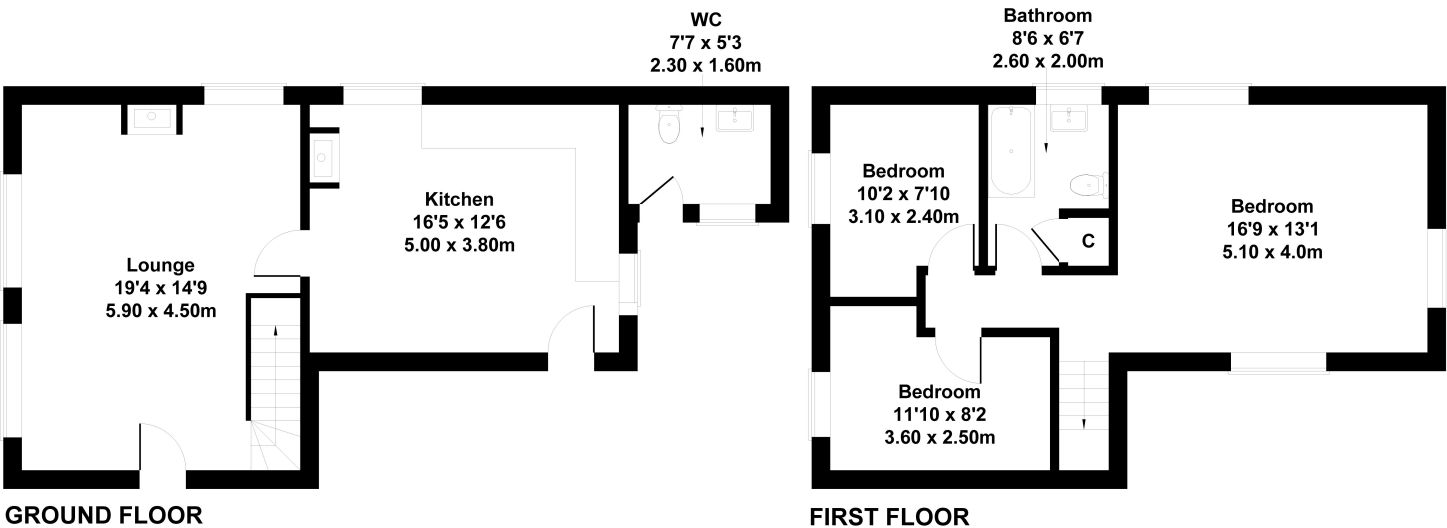 WC
7'7 x 5'3
2.30 x 1.60m
Kitchen
16'5 x 12'6
5.00 x 3.80m
Lounge
19'4 x 14'9
5.90 x 4.50m
GROUND FLOOR
Bathroom
8'6 x 6'7
2.60 x 2.00m
Bedroom
10'2 x 7'10
3.10 x 2.40m
Bedroom
16'9 x 13'1
5.10 x 4.0m
C
Bedroom
11'10 x 8'2
3.60 x 2.50m
FIRST FLOOR